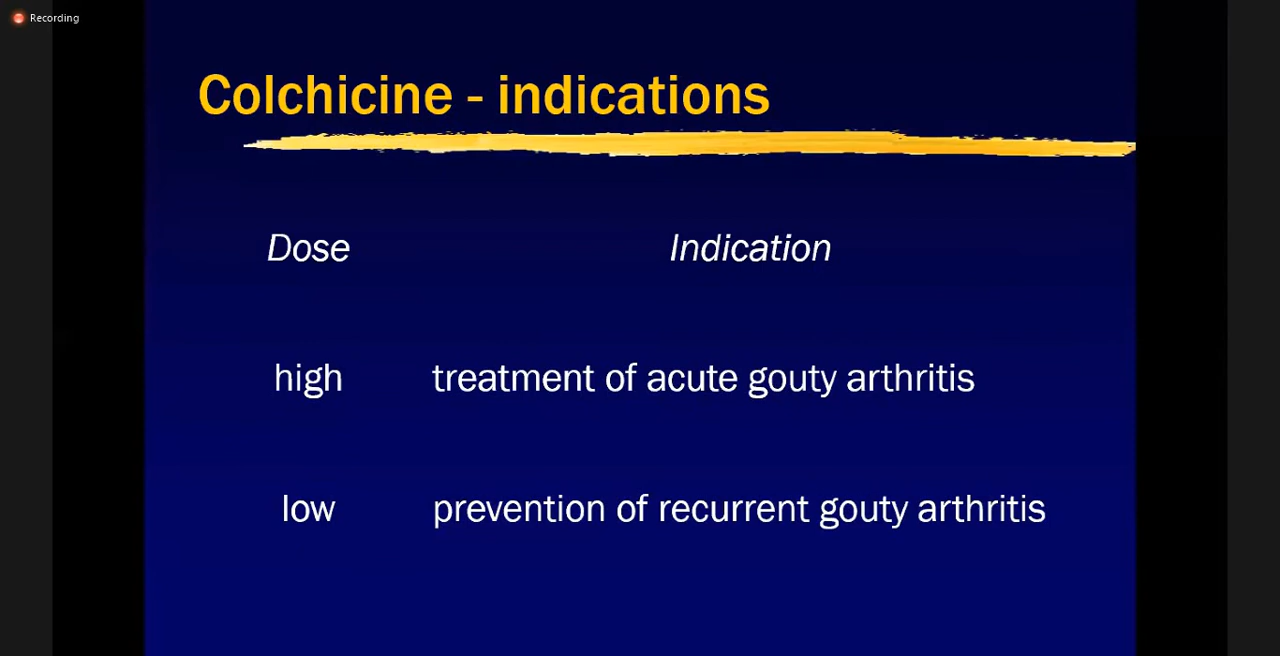 Recording
Colchicine - indications
Dose Indication
high treatment of acute gouty arthritis
low prevention of recurrent gouty arthritis